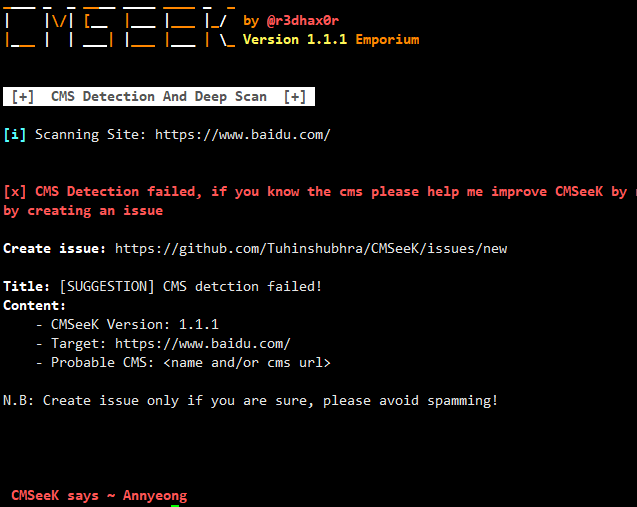 by @r3dhax0r
Version 1.1.1 Emporium
[+] CMS Detection And Deep Scan [+]
[i] Scanning Site: https://www.baidu.com/
[x] CMS Detection failed, if you know the cms please help me improve CMSeeK by
by creating an issue
Create issue: https://github.com/Tuhinshubhra/CMSeeK/issues/new
Title: [SUGGESTION] CMS detction failed!
Content:
- CMSeeK Version: 1.1.1
- Target: https://www.baidu.com/
- Probable CMS: <name and/or cms url>
N.B: Create issue only if you are sure, please avoid spamming!
CMSeeK says ~ Annyeong